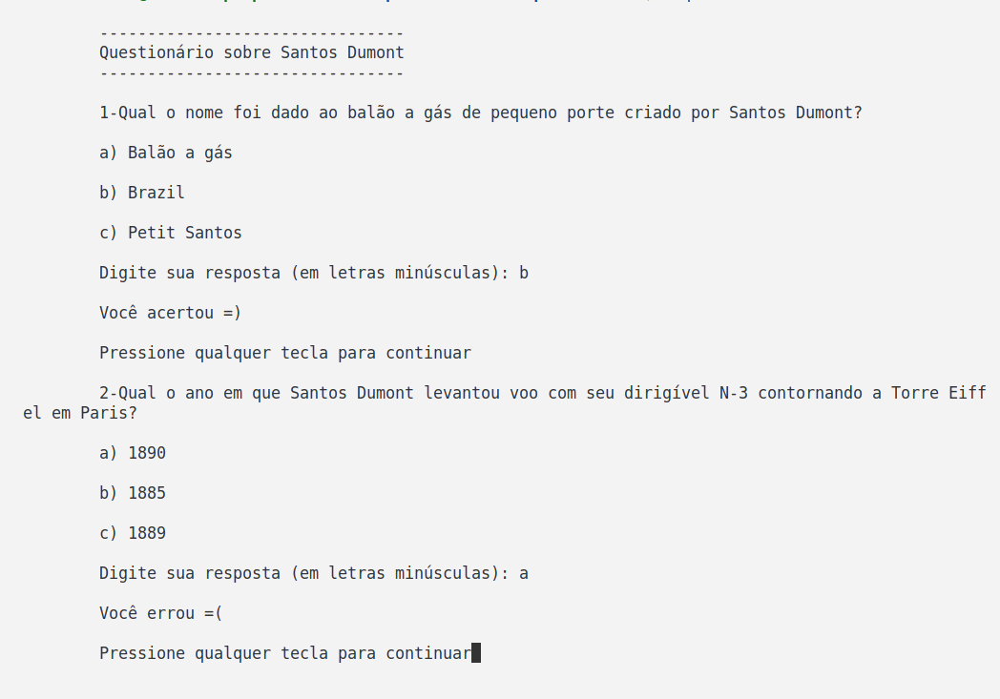 --------------------------------
Questionário sobre Santos Dumont
--------------------------------
1-Qual o nome foi dado ao balão a gás de pequeno porte criado por Santos Dumont?
a) Balão a gás
b) Brazil
c) Petit Santos
Digite sua resposta (em letras minúsculas): b
Você acertou =)
Pressione qualquer tecla para continuar
2-Qual o ano em que Santos Dumont levantou voo com seu dirigível N-3 contornando a Torre Eiff
el em Paris?
a) 1890
b) 1885
c) 1889
Digite sua resposta (em letras minúsculas): a
Você errou =(
Pressione qualquer tecla para continuar